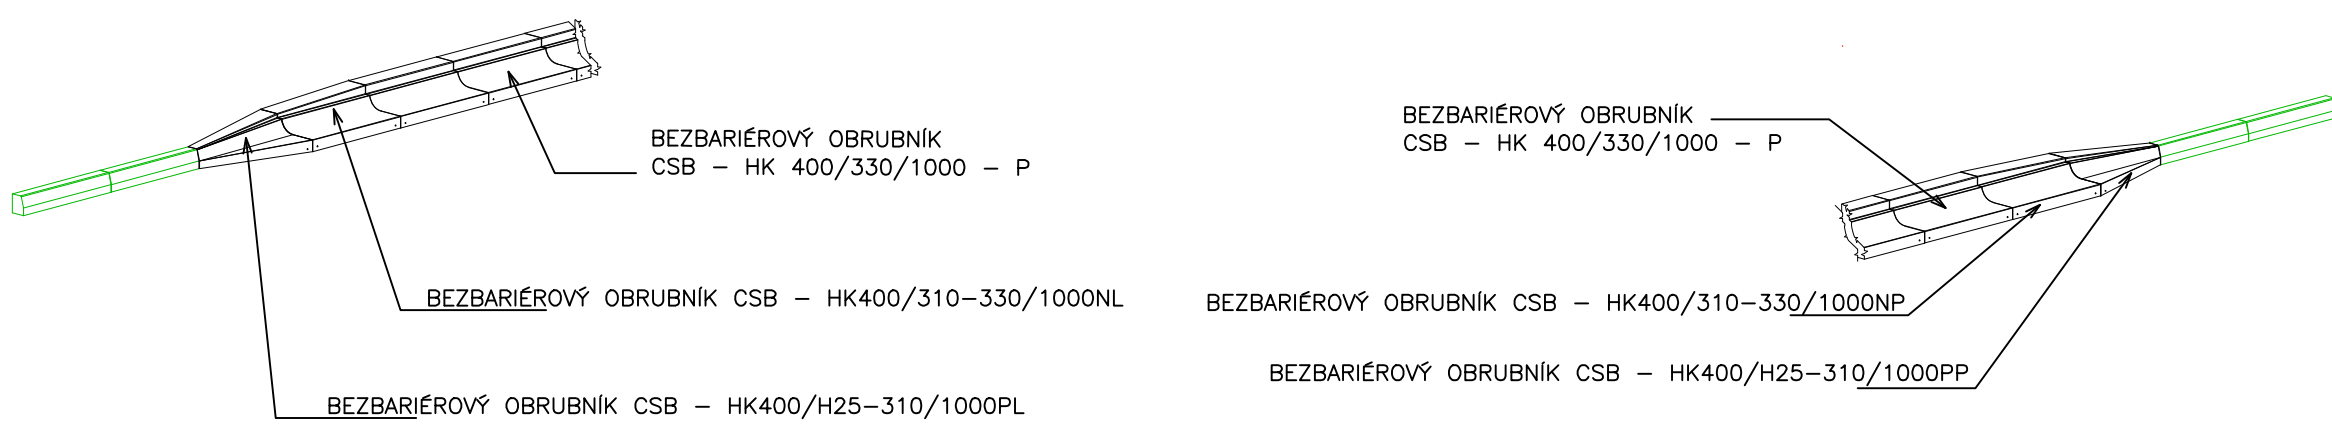 BEZBARIÉROVÝ OBRUBNÍK
CSB – HK 400/330/1000 – P
BEZBARIÉROVÝ OBRUBNÍK CSB – HK400/310–330/1000NL
BEZBARIÉROVÝ OBRUBNÍK CSB – HK400/H25–310/1000PL
BEZBARIÉROVÝ OBRUBNÍK
CSB – HK 400/330/1000 – P
BEZBARIÉROVÝ OBRUBNÍK CSB – HK400/310–330/1000NP
BEZBARIÉROVÝ OBRUBNÍK CSB – HK400/H25–310/1000PP